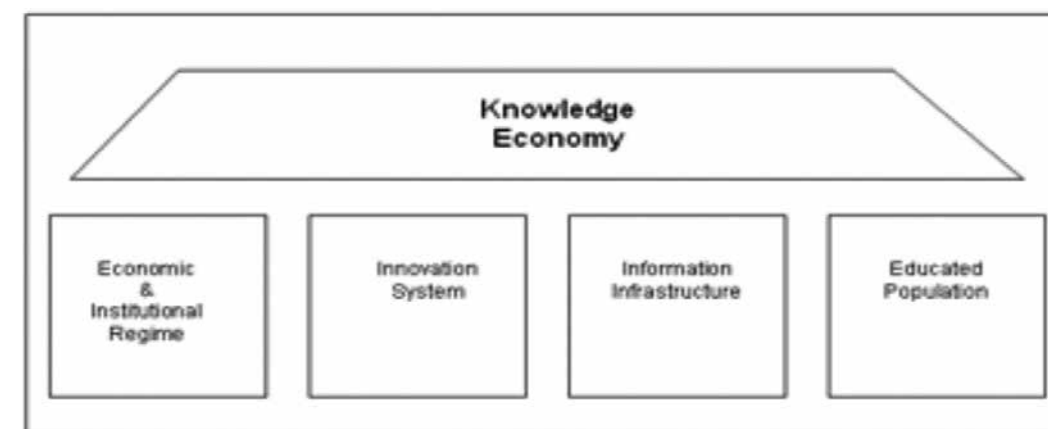 Knowledge
Economy
Economic
&
Institutional
Regime
Innovation
System
Information
Infrastructure
Educated
Population